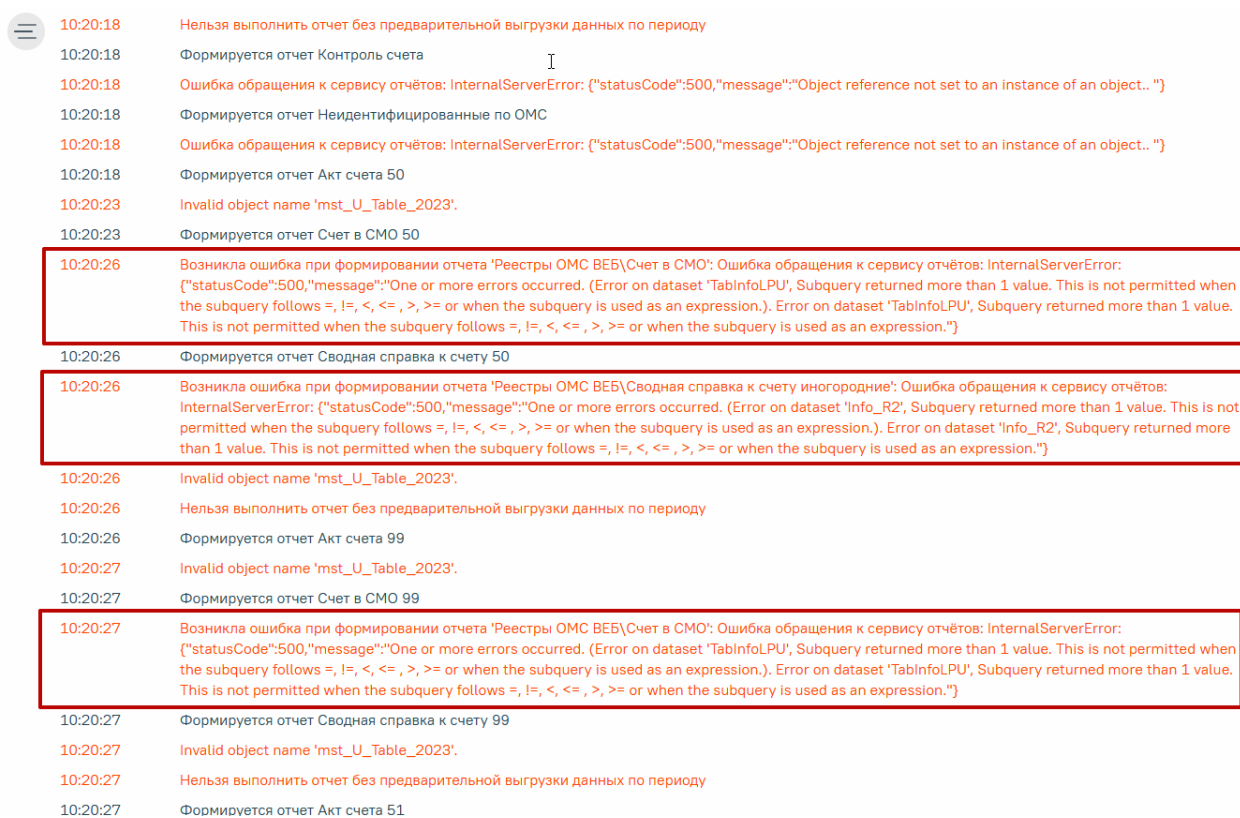 10:20:18 Нельзя выполнить отчет без предварительной выгрузки данных по периоду
10:20:18 Формируется отчет Контроль счета
10:20:18 Ошибка обращения к сервису отчётов: InternalServerError: {"statusCode":500,"message":"Object reference not set to an instance of an object.. "}
10:20:18 Формируется отчет Неидентифицированные по ОМС
10:20:18 Ошибка обращения к сервису отчётов: InternalServerError: {"statusCode":500,"message":"Object reference not set to an instance of an object.. "}
10:20:18 Формируется отчет Акт счета 50
10:20:23 Invalid object name 'mst_U_Table_2023'.
10:20:23 Формируется отчет Счет в СМО 50
10:20:26 Возникла ошибка при формировании отчета 'Реестры ОМС ВЕБ\Счет в СМО': Ошибка обращения к сервису отчётов: InternalServerError:
{"statusCode":500,"message":"One or more errors occurred. (Error on dataset 'TabInfoLPU', Subquery returned more than 1 value. This is not permitted when
the subquery follows =, !=, <, <= , >, >= or when the subquery is used as an expression.). Error on dataset 'TabInfoLPU', Subquery returned more than 1 value.
This is not permitted when the subquery follows =, !=, <, <= , >, >= or when the subquery is used as an expression."}
10:20:26 Формируется отчет Сводная справка к счету 50
10:20:26 Возникла ошибка при формировании отчета 'Реестры ОМС ВЕБ\Сводная справка к счету иногородние': Ошибка обращения к сервису отчётов:
InternalServerError: {"statusCode":500,"message":"One or more errors occurred. (Error on dataset 'Info_R2', Subquery returned more than 1 value. This is not
permitted when the subquery follows =, !=, <, <= , >, >= or when the subquery is used as an expression.). Error on dataset 'Info_R2', Subquery returned more
than 1 value. This is not permitted when the subquery follows =, !=, <, <= , >, >= or when the subquery is used as an expression."}
10:20:26 Invalid object name 'mst_U_Table_2023'.
10:20:26 Нельзя выполнить отчет без предварительной выгрузки данных по периоду
10:20:26 Формируется отчет Акт счета 99
10:20:27 Invalid object name 'mst_U_Table_2023'.
10:20:27 Формируется отчет Счет в СМО 99
10:20:27 Возникла ошибка при формировании отчета 'Реестры ОМС ВЕБ\Счет в СМО': Ошибка обращения к сервису отчётов: InternalServerError:
{"statusCode":500,"message":"One or more errors occurred. (Error on dataset 'TabInfoLPU', Subquery returned more than 1 value. This is not permitted when
the subquery follows =, !=, <, <= , >, >= or when the subquery is used as an expression.). Error on dataset 'TabInfoLPU', Subquery returned more than 1 value.
This is not permitted when the subquery follows =, !=, <, <= , >, >= or when the subquery is used as an expression."}
10:20:27 Формируется отчет Сводная справка к счету 99
10:20:27 Invalid object name 'mst_U_Table_2023'.
10:20:27 Нельзя выполнить отчет без предварительной выгрузки данных по периоду
10:20:27 Формируется отчет Акт счета 51